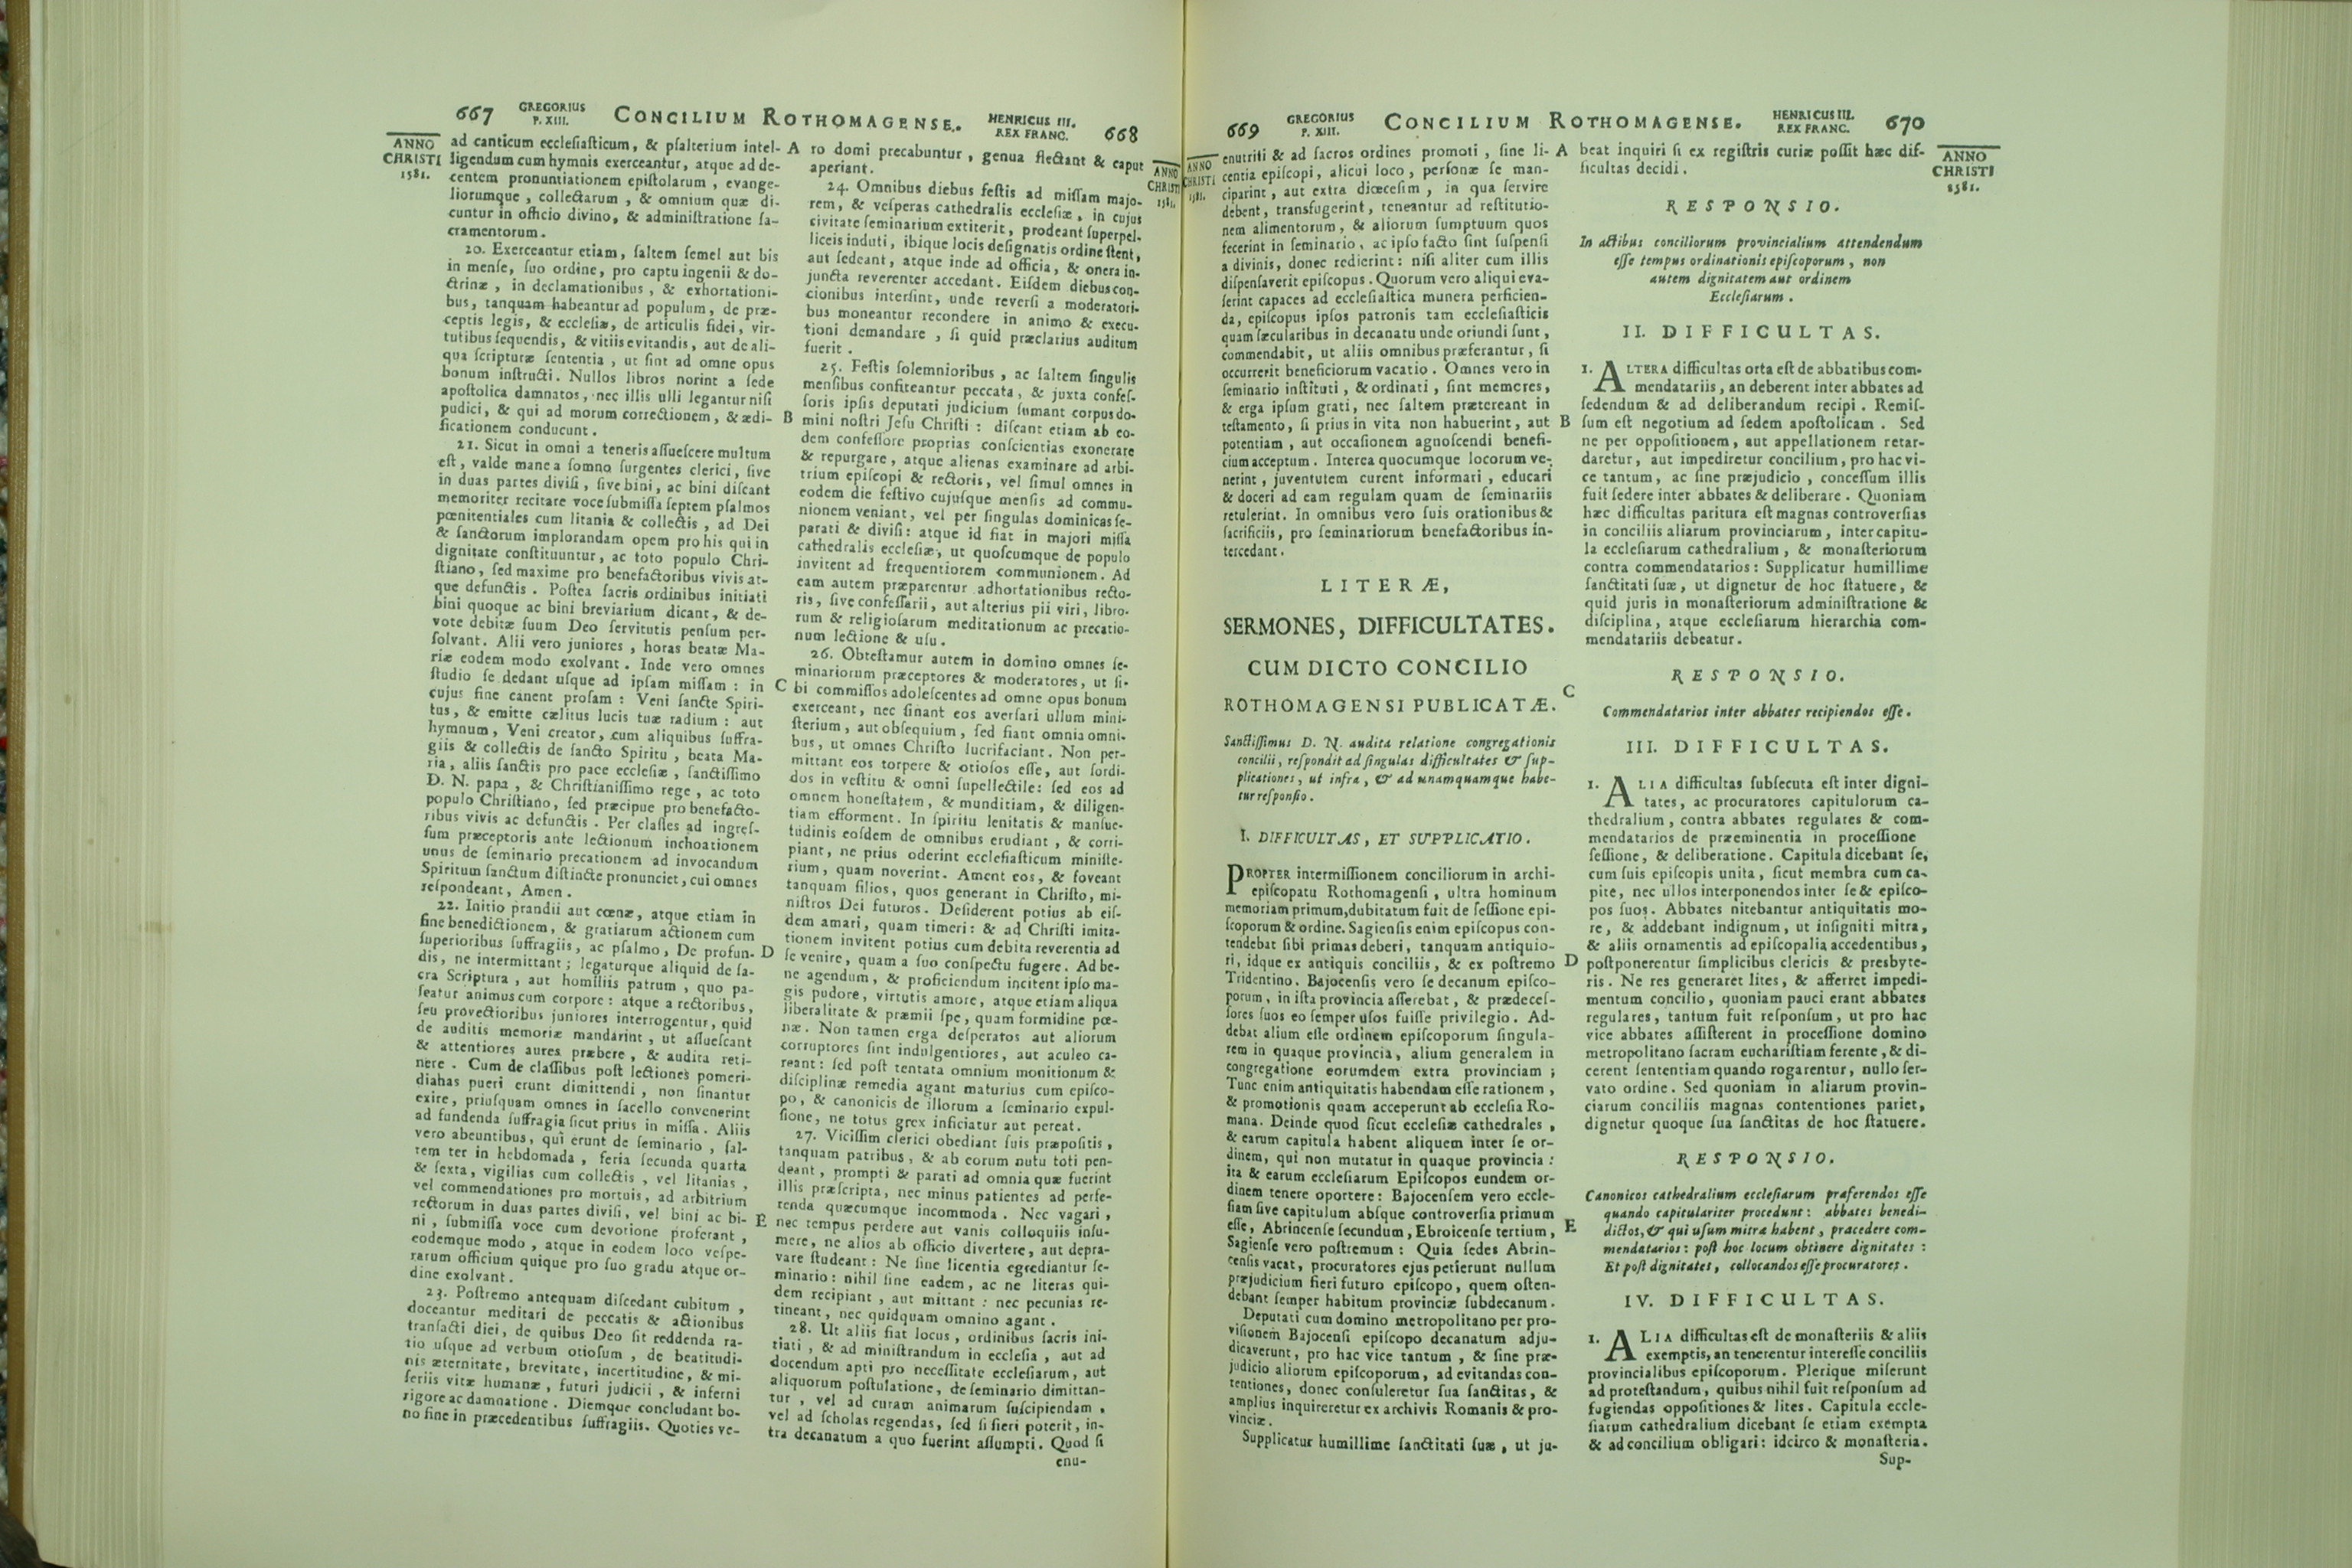 667 GREGORIUS P. XIII. CONCILIUM ROTHOMAGENSE. HENRICUS III. REX FRANC. 668
ANNO
CHRISTI
1581.
ad canticum ecclesiasticum, & psalterium intel-
ligendum cum hymnis exerceantur, atque ad de-
centem pronuntiationem epistolarum, evange-
liorumque, collectarum, & omnium quæ di-
cuntur in officio divino, & administratione sa-
cramentorum.
20. Exerceantur etiam, saltem semel aut bis
in mense, suo ordine, pro captu ingenii & do-
ctrinæ, in declamationibus, & exhortationi-
bus, tanquam habeantur ad populum, de præ-
ceptis legis, & ecclesiæ, de articulis fidei, vir-
tutibus sequendis, & vitiis evitandis, aut de ali-
qua scripturæ sententia, ut sint ad omne opus
bonum instructi. Nullos libros norint a sede
apostolica damnatos, nec illis ulli legantur nisi
pudici, & qui ad morum correctionem, & ædi-
ficationem conducunt.
21. Sicut in omni a teneris assuescere multum
est, valde mane a somno surgentes clerici, sive
in duas partes divisi, sive bini, ac bini discant
memoriter recitare voce submissa septem psalmos
pœnitentiales cum litania & collectis, ad Dei
& sanctorum implorandam opem pro his qui in
dignitate constituuntur, ac toto populo Chri-
stiano, sed maxime pro benefactoribus vivis at-
que defunctis. Postea sacris ordinibus initiati
bini quoque ac bini breviarium dicant, & de-
vote debitæ suum Deo servitutis pensum per-
solvant. Alii vero juniores, horas beatæ Ma-
riæ eodem modo exolvant. Inde vero omnes
studio se dedant usque ad ipsam missam: in
cujus fine canent prosam: Veni sancte Spiri-
tus, & emitte cælitus lucis tuæ radium: aut
hymnum, Veni creator, cum aliquibus suffra-
giis & collectis de sancto Spiritu, beata Ma-
ria, aliis sanctis pro pace ecclesiæ, sanctissimo
D. N. papa, & Christianissimo rege, ac toto
populo Christiano, sed præcipue pro benefacto-
ribus vivis ac defunctis. Per classes ad ingres-
sum præceptoris ante lectionum inchoationem
unus de seminario precationem ad invocandum
Spiritum sanctum distincte pronunciet, cui omnes
respondeant, Amen.
22. Initio prandii aut cœnæ, atque etiam in
fine benedictionem, & gratiarum actionem cum
superioribus suffragiis, ac psalmo, De profun-
dis, ne intermittant; legaturque aliquid de sa-
cra Scriptura, aut homiliis patrum, quo pa-
scatur animus cum corpore: atque a rectoribus,
seu provectioribus juniores interrogentur, quid
de auditis memoriæ mandarint, ut assuescant
& attentiores aures præbere, & audita reti-
nere. Cum de classibus post lectiones pomeri-
dianas pueri erunt dimittendi, non sinantur
exire, priusquam omnes in sacello convenerint
ad fundenda suffragia sicut prius in missa. Aliis
vero abeuntibus, qui erunt de seminario, sal-
tem ter in hebdomada, feria secunda quarta
& sexta, vigilias cum collectis, vel litanias,
vel commendationes pro mortuis, ad arbitrium
rectorum in duas partes divisi, vel bini ac bi-
ni, submissa voce cum devotione proferant,
eodemque modo, atque in eodem loco vespe-
rarum officium quique pro suo gradu atque or-
dine exolvant.
23. Postremo antequam discedant cubitum,
doceantur meditari de peccatis & actionibus
transacti diei, de quibus Deo sit reddenda ra-
tio usque ad verbum otiosum, de beatitudi-
nis æternitate, brevitate, incertitudine, & mi-
seriis vitæ humanæ, futuri judicii, & inferni
rigore ac damnatione. Diemque concludant bo-
no fine in præcedentibus suffragiis. Quoties ve-
A
B
C
D
E
ro domi precabuntur, genua flectant & caput
aperiant.
24. Omnibus diebus festis ad missam majo-
rem, & vesperas cathedralis ecclesiæ, in cujus
civitate seminarium extiterit, prodeant superpel-
liceis induti, ibique locis designatis ordine stent,
aut sedeant, atque inde ad officia, & onera in-
juncta reverenter accedant. Eisdem diebus con-
cionibus intersint, unde reversi a moderatori-
bus moneantur recondere in animo & execu-
tioni demandare, si quid præclarius auditum
fuerit.
25. Festis solemnioribus, ac saltem singulis
mensibus confiteantur peccata, & juxta confes-
soris ipsis deputati judicium sumant corpus do-
mini nostri Jesu Christi: discant etiam ab eo-
dem confessore proprias conscientias exonerare
& repurgare, atque alienas examinare ad arbi-
trium episcopi & rectoris, vel simul omnes in
eodem die festivo cujusque mensis ad commu-
nionem veniant, vel per singulas dominicas se-
parati & divisi: atque id fiat in majori missa
cathedralis ecclesiæ, ut quoscumque de populo
invitent ad frequentiorem communionem. Ad
eam autem præparentur adhortationibus recto-
ris, sive confessarii, aut alterius pii viri, libro-
rum & religiosarum meditationum ac precatio-
num lectione & usu.
26. Obtestamur autem in domino omnes se-
minariorum præceptores & moderatores, ut si-
bi commissos adolescentes ad omne opus bonum
exerceant, nec sinant eos aversari ullum mini-
sterium, aut obsequium, sed fiant omnia omni-
bus, ut omnes Christo lucrifaciant. Non per-
mittant eos torpere & otiosos esse, aut sordi-
dos in vestitu & omni supellectile: sed eos ad
omnem honestatem, & munditiam, & diligen-
tiam efforment. In spiritu lenitatis & mansue-
tudinis eosdem de omnibus erudiant, & corri-
piant, ne prius oderint ecclesiasticum ministe-
rium, quam noverint. Ament eos, & foveant
tanquam filios, quos generant in Christo, mi-
nistros Dei futuros. Desiderent potius ab eis-
dem amari, quam timeri: & ad Christi imita-
tionem invitent potius cum debita reverentia ad
se venire, quam a suo conspectu fugere. Ad be-
ne agendum, & proficiendum incitent ipso ma-
gis pudore, virtutis amore, atque etiam aliqua
liberalitate & præmii spe, quam formidine pœ-
næ. Non tamen erga desperatos aut aliorum
corruptores sint indulgentiores, aut aculeo ca-
reant: sed post tentata omnium monitionum &
disciplinæ remedia agant maturius cum episco-
po, & canonicis de illorum a seminario expul-
sione, ne totus grex inficiatur aut pereat.
27. Vicissim clerici obediant suis præpositis,
tanquam patribus, & ab eorum nutu toti pen-
deant, prompti & parati ad omnia quæ fuerint
illis præscripta, nec minus patientes ad perfe-
renda quæcumque incommoda. Nec vagari,
nec tempus perdere aut vanis colloquiis insu-
mere, ne alios ab officio divertere, aut depra-
vare studeant: Ne sine licentia egrediantur se-
minario: nihil sine eadem, ac ne literas qui-
dem recipiant, aut mittant: nec pecunias re-
tineant, nec quidquam omnino agant.
28. Ut aliis fiat locus, ordinibus sacris ini-
tiati, & ad ministrandum in ecclesia, aut ad
docendum apti pro necessitate ecclesiarum, aut
aliquorum postulatione, de seminario dimittan-
tur, vel ad curam animarum suscipiendam,
vel ad scholas regendas, sed si fieri poterit, in-
tra decanatum a quo fuerint assumpti. Quod si
enu-
ANNO
CHRISTI
1581.
669 GREGORIUS P. XIII. CONCILIUM ROTHOMAGENSE. HENRICUS III. REX FRANC. 670
ANNO
CHRISTI
1581.
enutriti & ad sacros ordines promoti, sine li-
centia episcopi, alicui loco, personæ se man-
ciparint, aut extra diœcesim, in qua servire
debent, transfugerint, teneantur ad restitutio-
nem alimentorum, & aliorum sumptuum quos
fecerint in seminario, ac ipso facto sint suspensi
a divinis, donec redierint: nisi aliter cum illis
dispensaverit episcopus. Quorum vero aliqui eva-
serint capaces ad ecclesiastica munera perficien-
da, episcopus ipsos patronis tam ecclesiasticis
quam sæcularibus in decanatu unde oriundi sunt,
commendabit, ut aliis omnibus præferantur, si
occurrerit beneficiorum vacatio. Omnes vero in
seminario instituti, & ordinati, sint memores,
& erga ipsum grati, nec saltem prætereant in
testamento, si prius in vita non habuerint, aut
potentiam, aut occasionem agnoscendi benefi-
cium acceptum. Interea quocumque locorum ve-
nerint, juventutem curent informari, educari
& doceri ad eam regulam quam de seminariis
retulerint. In omnibus vero suis orationibus &
sacrificiis, pro seminariorum benefactoribus in-
tercedant.
LITERÆ,
SERMONES, DIFFICULTATES.
CUM DICTO CONCILIO
ROTHOMAGENSI PUBLICATÆ.
Sanctissimus D. N. audita relatione congregationis
concilii, respondit ad singulas difficultates & sup-
plicationes, ut infra, & ad unamquamque habe-
tur responsio.
I. DIFFICULTAS, ET SUPPLICATIO.
PROPTER intermissionem conciliorum in archi-
episcopatu Rothomagensi, ultra hominum
memoriam primum, dubitatum fuit de sessione epi-
scoporum & ordine. Sagiensis enim episcopus con-
tendebat sibi primas deberi, tanquam antiquio-
ri, idque ex antiquis conciliis, & ex postremo
Tridentino. Bajocensis vero se decanum episco-
porum, in ista provincia asserebat, & prædeces-
sores suos eo semper usos fuisse privilegio. Ad-
debat alium esse ordinem episcoporum singula-
rem in quaque provincia, alium generalem in
congregatione eorumdem extra provinciam;
Tunc enim antiquitatis habendam esse rationem,
& promotionis quam acceperunt ab ecclesia Ro-
mana. Deinde quod sicut ecclesiæ cathedrales,
& earum capitula habent aliquem inter se or-
dinem, qui non mutatur in quaque provincia:
ita & earum ecclesiarum Episcopos eundem or-
dinem tenere oportere: Bajocensem vero eccle-
siam sive capitulum absque controversia primum
esse, Abrincense secundum, Ebroicense tertium,
Sagiense vero postremum: Quia sedes Abrin-
censis vacat, procuratores ejus petierunt nullum
præjudicium fieri futuro episcopo, quem osten-
debant semper habitum provinciæ subdecanum.
Deputati cum domino metropolitano per pro-
visionem Bajocensi episcopo decanatum adju-
dicaverunt, pro hac vice tantum, & sine præ-
judicio aliorum episcoporum, ad evitandas con-
tentiones, donec consuleretur sua sanctitas, &
amplius inquireretur ex archivis Romanis & pro-
vinciæ.
Supplicatur humillime sanctitati suæ, ut ju-
A
B
C
D
E
beat inquiri si ex registris curiæ possit hæc dif-
ficultas decidi.
RESPONSIO.
In actibus conciliorum provincialium attendendum
esse tempus ordinationis episcoporum, non
autem dignitatem aut ordinem
Ecclesiarum.
II. DIFFICULTAS.
1. ALTERA difficultas orta est de abbatibus com-
mendatariis, an deberent inter abbates ad
sedendum & ad deliberandum recipi. Remis-
sum est negotium ad sedem apostolicam. Sed
ne per oppositionem, aut appellationem retar-
daretur, aut impediretur concilium, pro hac vi-
ce tantum, ac sine præjudicio, concessum illis
fuit sedere inter abbates & deliberare. Quoniam
hæc difficultas paritura est magnas controversias
in conciliis aliarum provinciarum, inter capitu-
la ecclesiarum cathedralium, & monasteriorum
contra commendatarios: Supplicatur humillime
sanctitati suæ, ut dignetur de hoc statuere, &
quid juris in monasteriorum administratione &
disciplina, atque ecclesiarum hierarchia com-
mendatariis debeatur.
RESPONSIO.
Commendatarios inter abbates recipiendos esse.
III. DIFFICULTAS.
1. ALIA difficultas subsecuta est inter digni-
tates, ac procuratores capitulorum ca-
thedralium, contra abbates regulares & com-
mendatarios de præeminentia in processione
sessione, & deliberatione. Capitula dicebant se,
cum suis episcopis unita, sicut membra cum ca-
pite, nec ullos interponendos inter se & episco-
pos suos. Abbates nitebantur antiquitatis mo-
re, & addebant indignum, ut insigniti mitra,
& aliis ornamentis ad episcopalia accedentibus,
postponerentur simplicibus clericis & presbyte-
ris. Ne res generaret lites, & afferret impedi-
mentum concilio, quoniam pauci erant abbates
regulares, tantum fuit responsum, ut pro hac
vice abbates assisterent in processione domino
metropolitano sacram eucharistiam ferente, & di-
cerent sententiam quando rogarentur, nullo ser-
vato ordine. Sed quoniam in aliarum provin-
ciarum conciliis magnas contentiones pariet,
dignetur quoque sua sanctitas de hoc statuere.
RESPONSIO.
Canonicos cathedralium ecclesiarum præferendos esse
quando capitulariter procedunt: abbates benedi-
dictos, & qui usum mitræ habent, præcedere com-
mendatarios: post hoc locum obtinere dignitates:
Et post dignitates, collocandos esse procuratores.
IV. DIFFICULTAS.
1. ALIA difficultas est de monasteriis & aliis
exemptis, an tenerentur interesse conciliis
provincialibus episcoporum. Plerique miserunt
ad protestandum, quibus nihil fuit responsum ad
fugiendas oppositiones & lites. Capitula eccle-
siarum cathedralium dicebant se etiam exempta
& ad concilium obligari: idcirco & monasteria.
Sup-
ANNO
CHRISTI
1581.